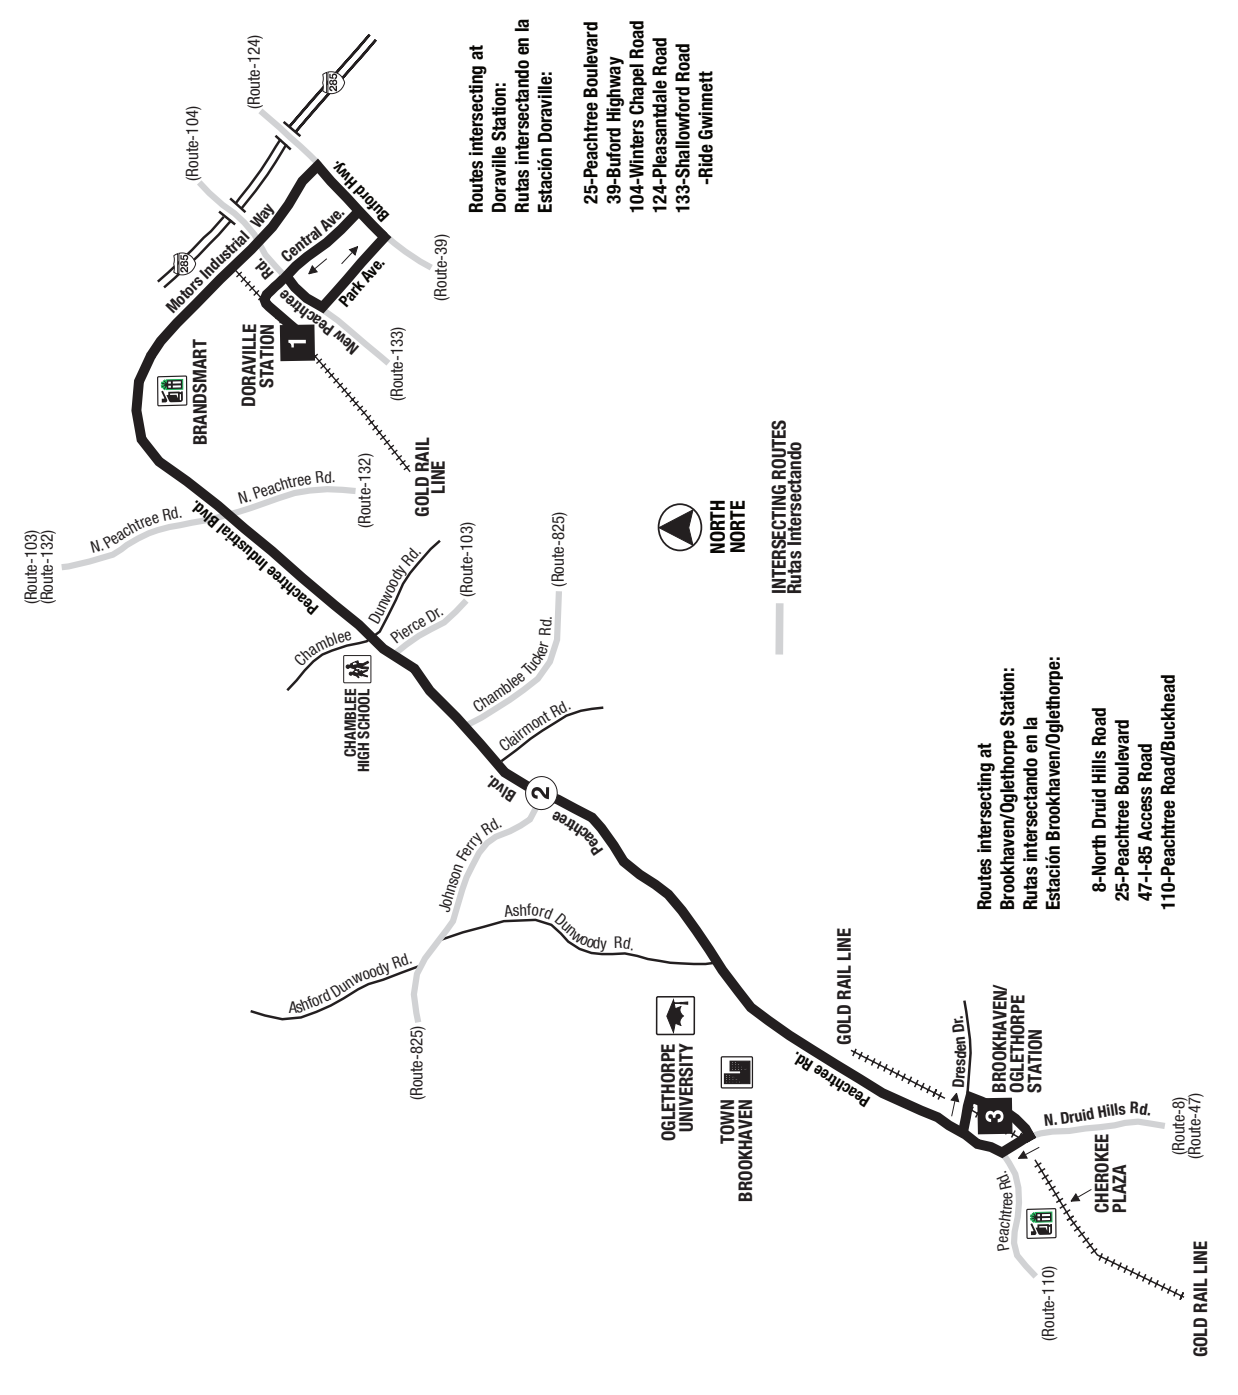 (Route-104)
(Route-124)
285
285
Motors Industrial Way
Buford Hwy.
Central Ave.
Park Ave.
New Peachtree Rd.
(Route-39)
(Route-133)
1
DORAVILLE
STATION
BRANDSMART
GOLD RAIL
LINE
Routes intersecting at
Doraville Station:
Rutas intersectando en la
Estación Doraville:
25-Peachtree Boulevard
39-Buford Highway
104-Winters Chapel Road
124-Pleasantdale Road
133-Shallowford Road
-Ride Gwinnett
(Route-103)
(Route-132)
N. Peachtree Rd.
N. Peachtree Rd.
(Route-132)
Peachtree Industrial Blvd.
Chamblee
Dunwoody Rd.
Pierce Dr.
(Route-103)
CHAMBLEE
HIGH SCHOOL
Chamblee Tucker Rd.
(Route-825)
Clairmont Rd.
2
Peachtree
Blvd.
Johnson Ferry Rd.
Ashford Dunwoody Rd.
Ashford Dunwoody Rd.
(Route-825)
NORTH
NORTE
INTERSECTING ROUTES
Rutas Intersectando
OGLETHORPE
UNIVERSITY
TOWN
BROOKHAVEN
Peachtree Rd.
GOLD RAIL LINE
Dresden Dr.
3
BROOKHAVEN/
OGLETHORPE
STATION
N. Druid Hills Rd.
(Route-8)
(Route-47)
Peachtree Rd.
(Route-110)
CHEROKEE
PLAZA
GOLD RAIL LINE
Routes intersecting at
Brookhaven/Oglethorpe Station:
Rutas intersectando en la
Estación Brookhaven/Oglethorpe:
8-North Druid Hills Road
25-Peachtree Boulevard
47-I-85 Access Road
110-Peachtree Road/Buckhead